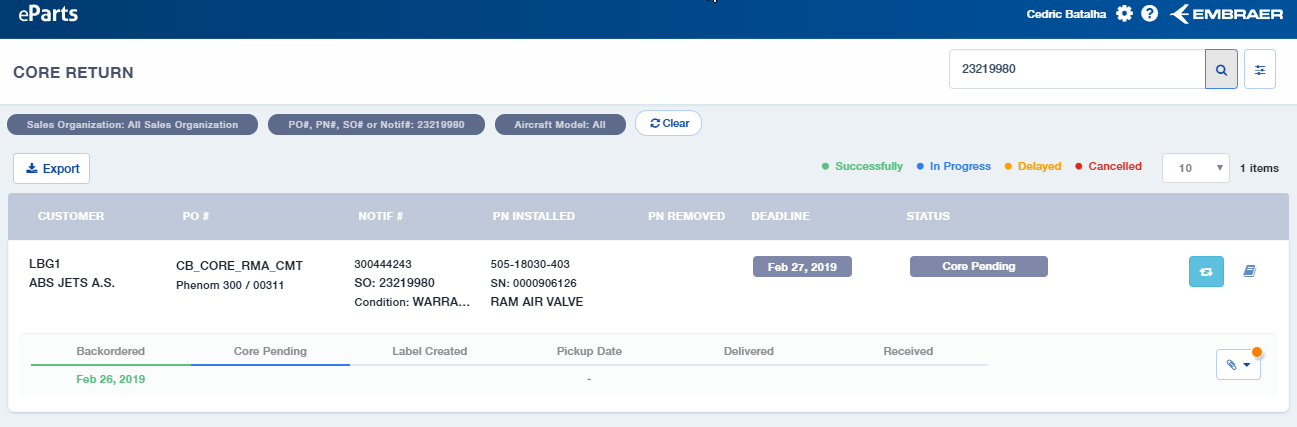 eParts
Cedric Batalha
EMBRAER
CORE RETURN
23219980
Sales Organization: All Sales Organization
PO#, PN#, SO# or Notif#: 23219980
Aircraft Model: All
Clear
Export
Successfully
In Progress
Delayed
Cancelled
10
1 items
CUSTOMER
PO #
NOTIF #
PN INSTALLED
PN REMOVED
DEADLINE
STATUS
LBG1
ABS JETS A.S.
CB_CORE_RMA_CMT
Phenom 300 / 00311
300444243
SO: 23219980
Condition: WARRA...
505-18030-403
SN: 0000906126
RAM AIR VALVE
Feb 27, 2019
Core Pending
Backordered
Core Pending
Label Created
Pickup Date
Delivered
Received
Feb 26, 2019
-